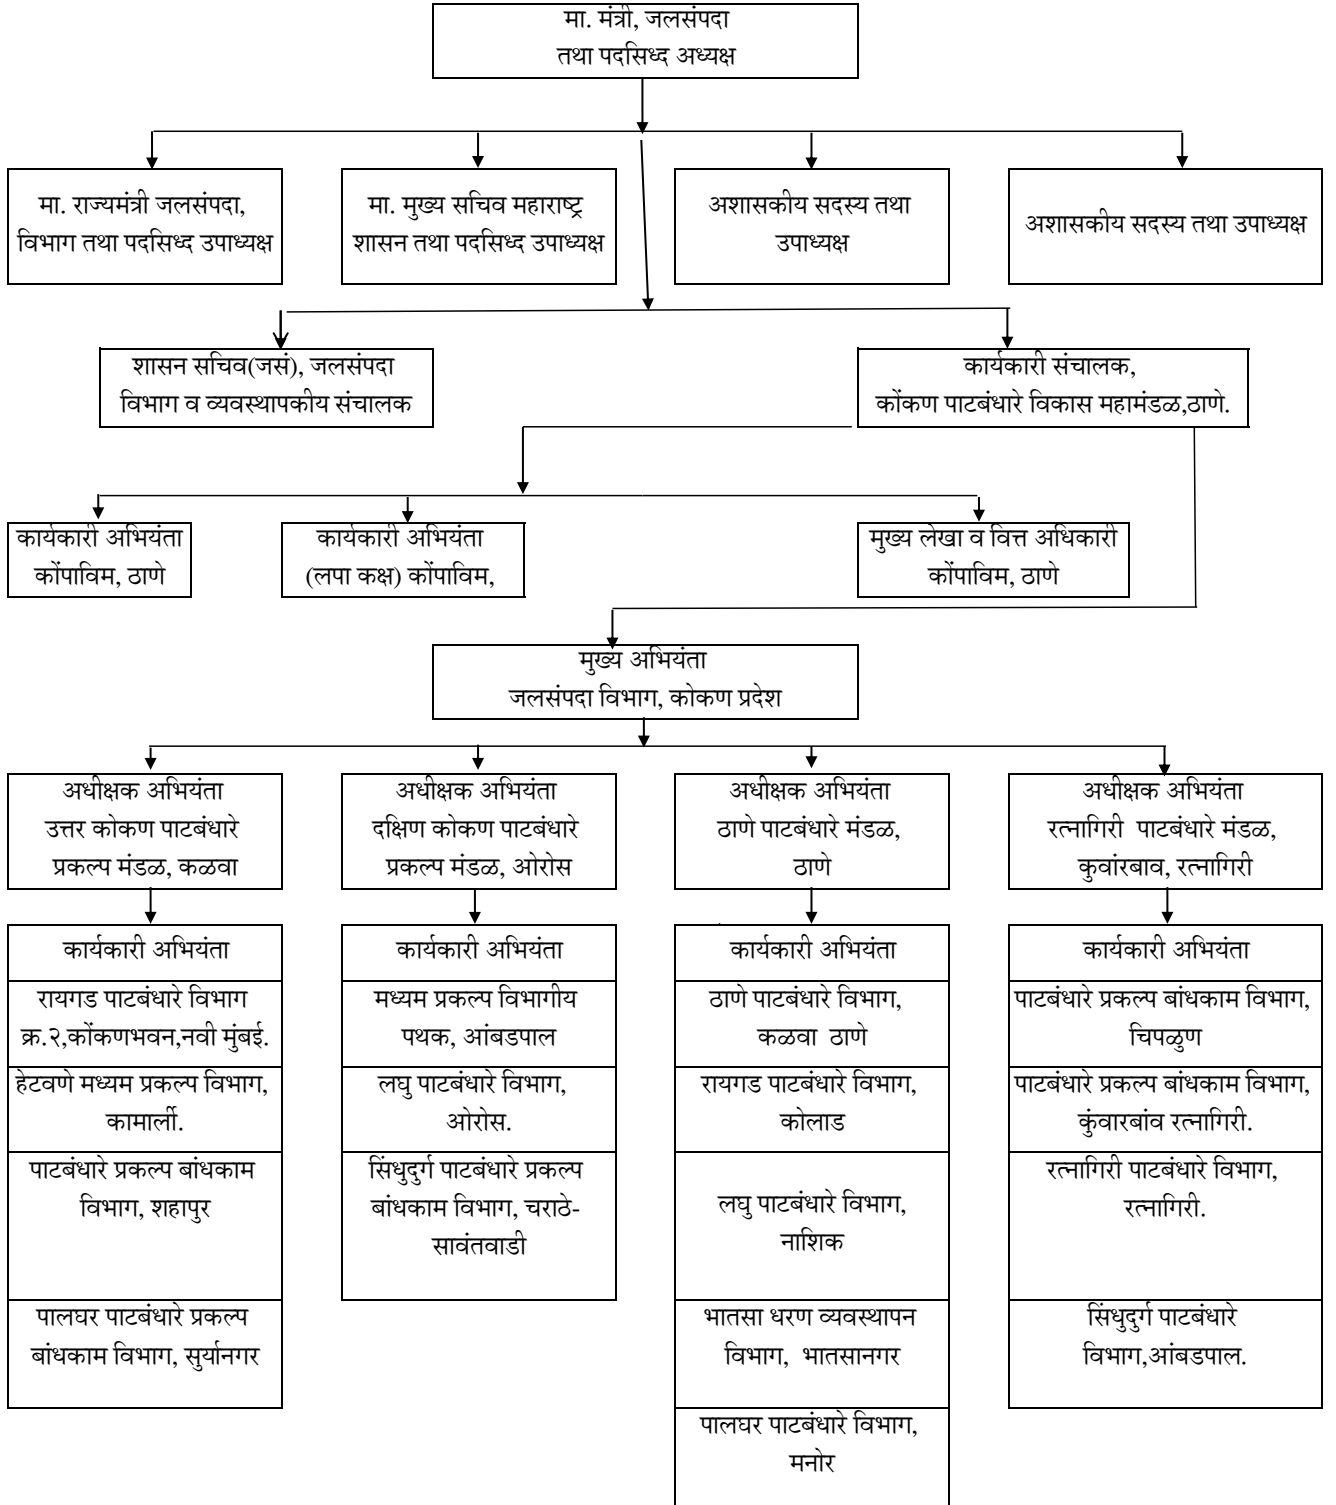 मा. मंत्री, जलसंपदा
तथा पदसिध्द अध्यक्ष
मा. राज्यमंत्री जलसंपदा,
विभाग तथा पदसिध्द उपाध्यक्ष
मा. मुख्य सचिव महाराष्ट्र
शासन तथा पदसिध्द उपाध्यक्ष
अशासकीय सदस्य तथा
उपाध्यक्ष
अशासकीय सदस्य तथा उपाध्यक्ष
शासन सचिव(जसं), जलसंपदा
विभाग व व्यवस्थापकीय संचालक
कार्यकारी संचालक,
कोंकण पाटबंधारे विकास महामंडळ,ठाणे.
कार्यकारी अभियंता
कोंपाविम, ठाणे
कार्यकारी अभियंता
(लपा कक्ष) कोंपाविम,
मुख्य लेखा व वित्त अधिकारी
कोंपाविम, ठाणे
मुख्य अभियंता
जलसंपदा विभाग, कोकण प्रदेश
अधीक्षक अभियंता
उत्तर कोकण पाटबंधारे
प्रकल्प मंडळ, कळवा
अधीक्षक अभियंता
दक्षिण कोकण पाटबंधारे
प्रकल्प मंडळ, ओरोस
अधीक्षक अभियंता
ठाणे पाटबंधारे मंडळ,
ठाणे
अधीक्षक अभियंता
रत्नागिरी पाटबंधारे मंडळ,
कुवांरबाव, रत्नागिरी
कार्यकारी अभियंता
रायगड पाटबंधारे विभाग
क्र.२,कोंकणभवन,नवी मुंबई.
हेटवणे मध्यम प्रकल्प विभाग,
कामार्ली.
पाटबंधारे प्रकल्प बांधकाम
विभाग, शहापुर
पालघर पाटबंधारे प्रकल्प
बांधकाम विभाग, सुर्यानगर
कार्यकारी अभियंता
मध्यम प्रकल्प विभागीय
पथक, आंबडपाल
लघु पाटबंधारे विभाग,
ओरोस.
सिंधुदुर्ग पाटबंधारे प्रकल्प
बांधकाम विभाग, चराठे-
सावंतवाडी
कार्यकारी अभियंता
ठाणे पाटबंधारे विभाग,
कळवा ठाणे
रायगड पाटबंधारे विभाग,
कोलाड
लघु पाटबंधारे विभाग,
नाशिक
भातसा धरण व्यवस्थापन
विभाग, भातसानगर
पालघर पाटबंधारे विभाग,
मनोर
कार्यकारी अभियंता
पाटबंधारे प्रकल्प बांधकाम विभाग,
चिपळुण
पाटबंधारे प्रकल्प बांधकाम विभाग,
कुंवारबांव रत्नागिरी.
रत्नागिरी पाटबंधारे विभाग,
रत्नागिरी.
सिंधुदुर्ग पाटबंधारे
विभाग,आंबडपाल.